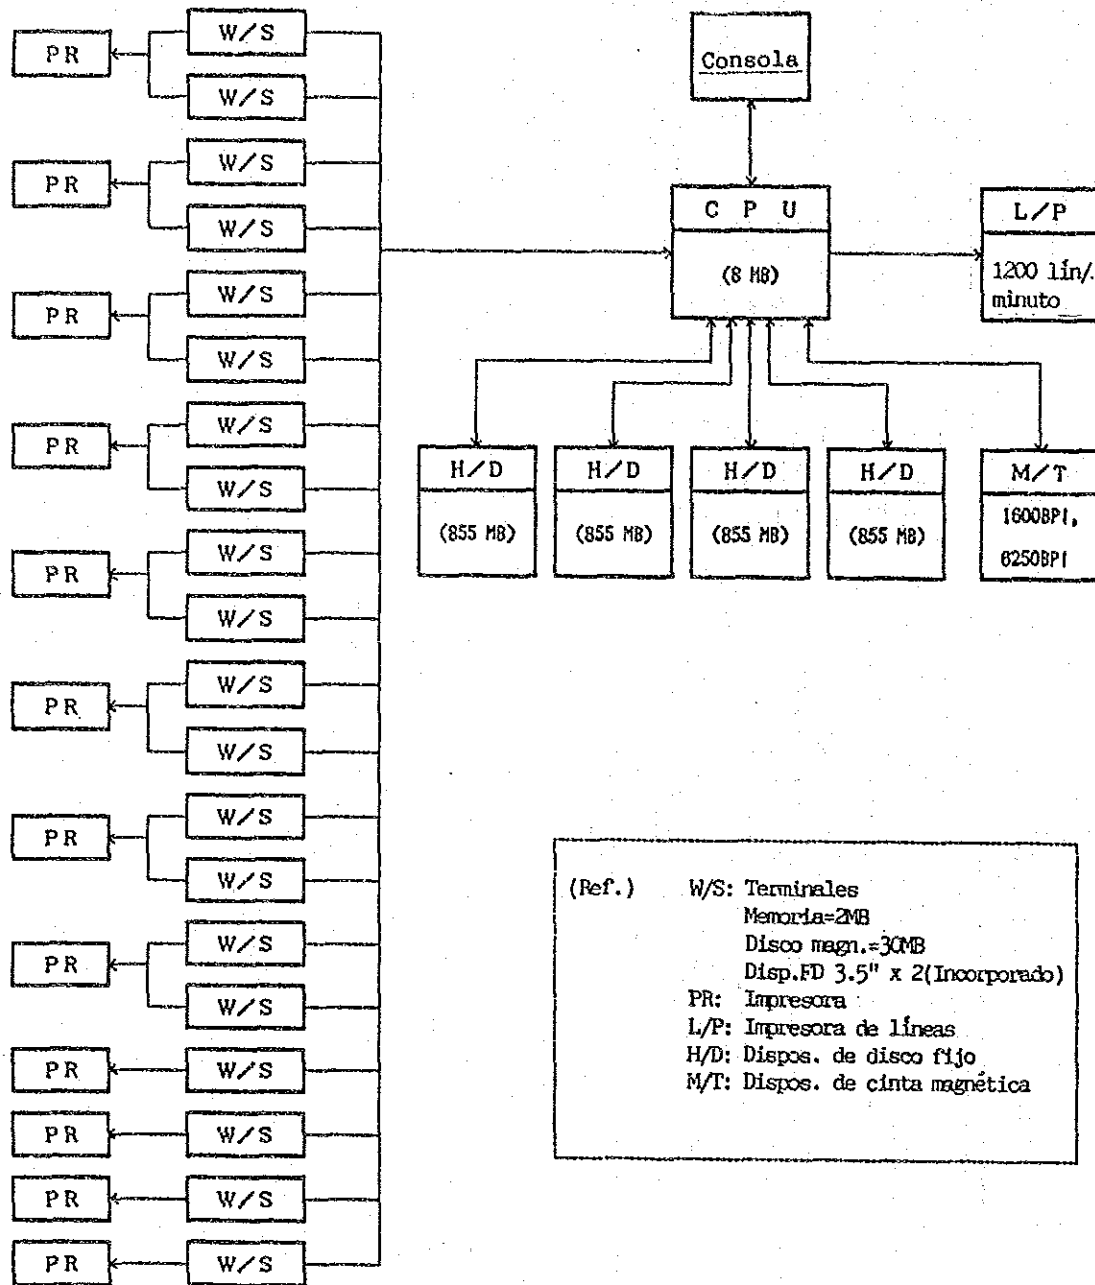 PR
W/S
W/S
PR
W/S
W/S
PR
W/S
W/S
PR
W/S
W/S
PR
W/S
W/S
PR
W/S
W/S
PR
W/S
W/S
PR
W/S
W/S
PR
W/S
PR
W/S
PR
W/S
PR
W/S
Consola
C P U
(8 MB)
L/P
1200 lín/.
minuto
H/D
(855 MB)
H/D
(855 MB)
H/D
(855 MB)
H/D
(855 MB)
M/T
1600BPI,
6250BPI
(Ref.) W/S: Terminales
Memoria=2MB
Disco magn.=30MB
Disp.FD 3.5" x 2(Incorporado)
PR: Impresora
L/P: Impresora de líneas
H/D: Dispos. de disco fijo
M/T: Dispos. de cinta magnética